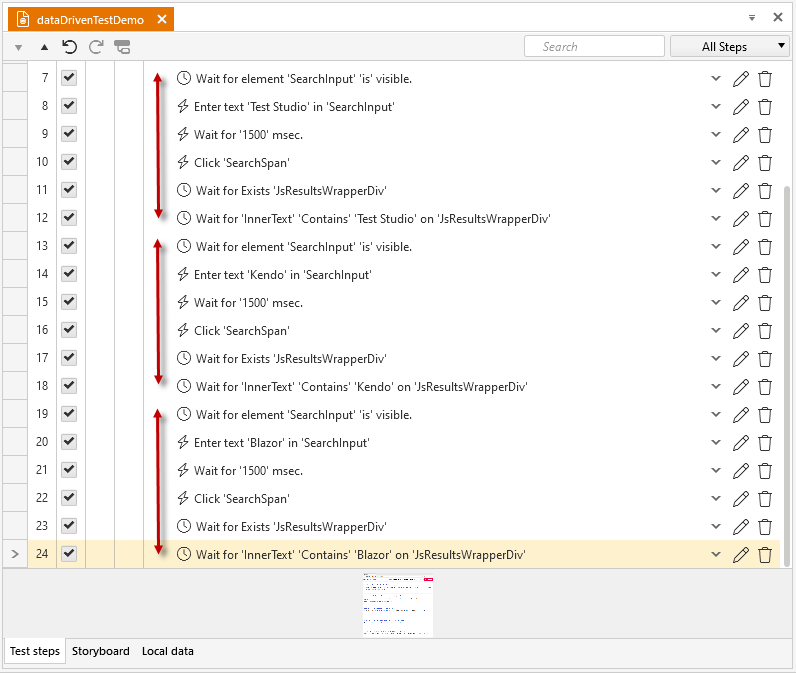 dataDrivenTestDemo
Search All Steps
7 Wait for element 'SearchInput' 'is' visible.
8 Enter text 'Test Studio' in 'SearchInput'
9 Wait for '1500' msec.
10 Click 'SearchSpan'
11 Wait for Exists 'JsResultsWrapperDiv'
12 Wait for 'InnerText' 'Contains' 'Test Studio' on 'JsResultsWrapperDiv'
13 Wait for element 'SearchInput' 'is' visible.
14 Enter text 'Kendo' in 'SearchInput'
15 Wait for '1500' msec.
16 Click 'SearchSpan'
17 Wait for Exists 'JsResultsWrapperDiv'
18 Wait for 'InnerText' 'Contains' 'Kendo' on 'JsResultsWrapperDiv'
19 Wait for element 'SearchInput' 'is' visible.
20 Enter text 'Blazor' in 'SearchInput'
21 Wait for '1500' msec.
22 Click 'SearchSpan'
23 Wait for Exists 'JsResultsWrapperDiv'
24 Wait for 'InnerText' 'Contains' 'Blazor' on 'JsResultsWrapperDiv'
Test steps Storyboard Local data